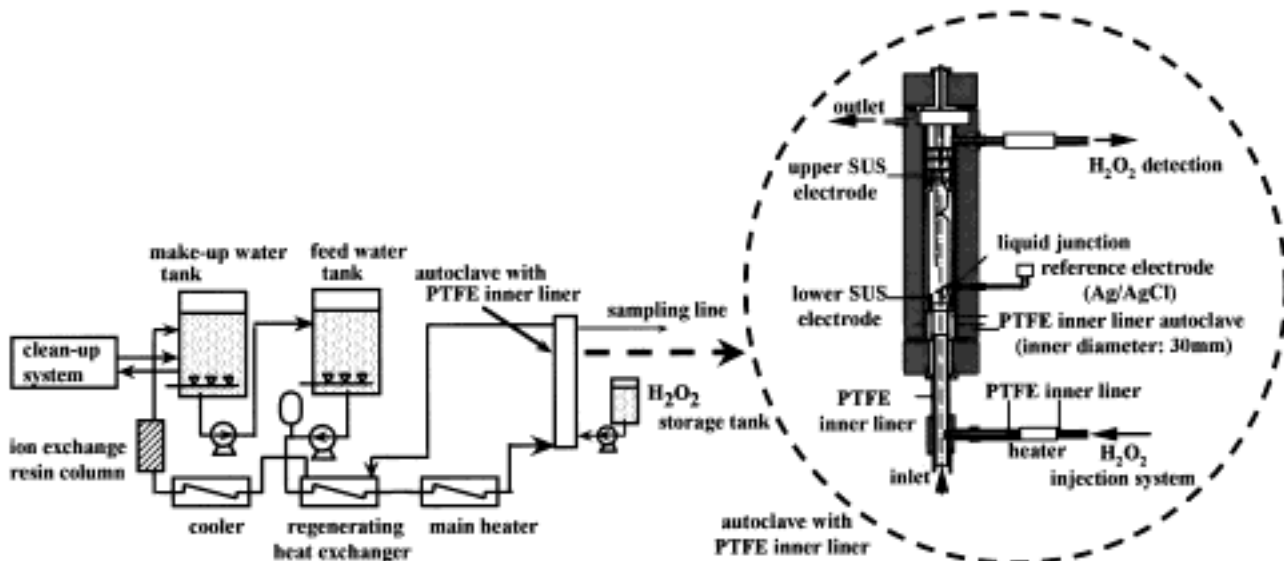 make-up water
tank
feed water
tank
autoclave with
PTFE inner liner
sampling line
clean-up
system
H₂O₂
storage tank
ion exchange
resin column
cooler
regenerating
heat exchanger
main heater
outlet
upper SUS
electrode
H₂O₂ detection
liquid junction
reference electrode
(Ag/AgCl)
lower SUS
electrode
PTFE inner liner autoclave
(inner diameter: 30mm)
PTFE
inner liner
PTFE inner liner
heater
H₂O₂
injection system
inlet
autoclave with
PTFE inner liner